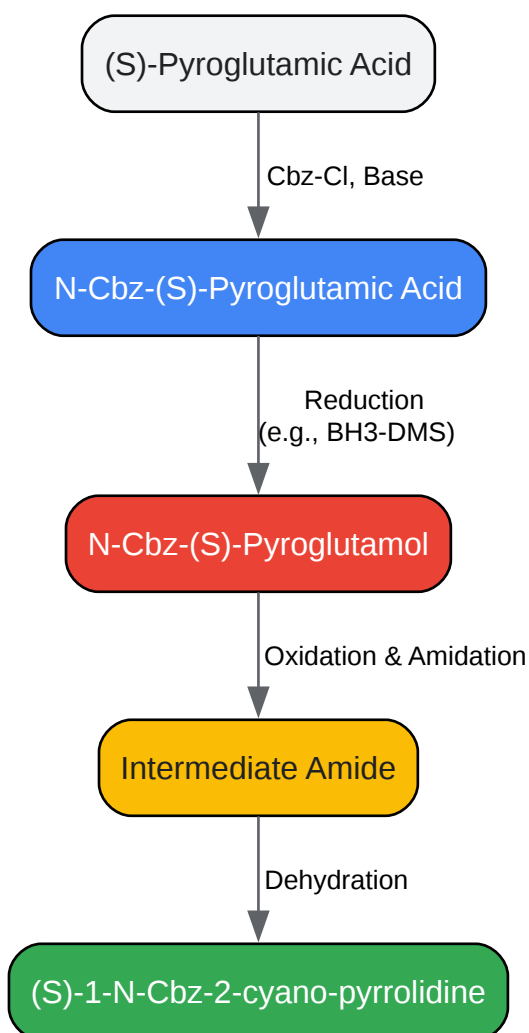 (S)-Pyroglutamic Acid
Cbz-Cl, Base
N-Cbz-(S)-Pyroglutamic Acid
Reduction
(e.g., BH3-DMS)
N-Cbz-(S)-Pyroglutamol
Oxidation & Amidation
Intermediate Amide
Dehydration
(S)-1-N-Cbz-2-cyano-pyrrolidine